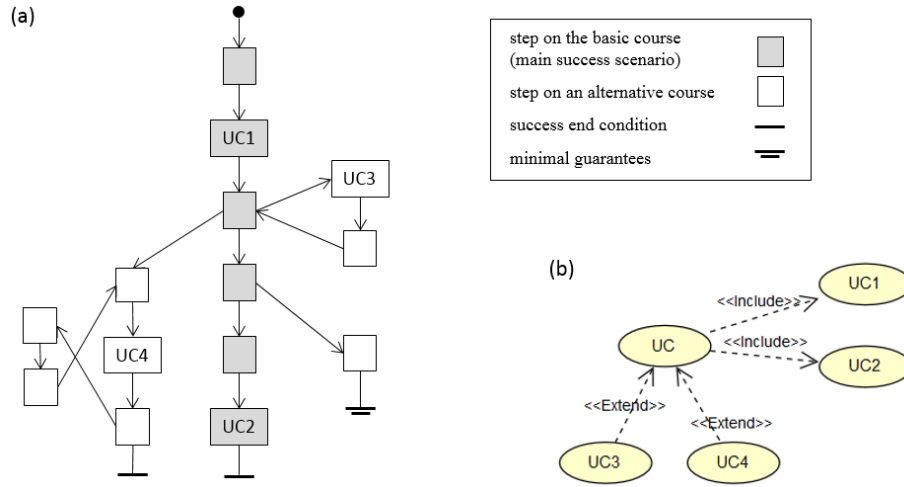 (a)
UC1
UC3
UC4
UC2
step on the basic course
(main success scenario)
step on an alternative course
success end condition
minimal guarantees
(b)
UC1
<<Include>>
UC
<<Include>>
UC2
<<Extend>>
<<Extend>>
UC3
UC4